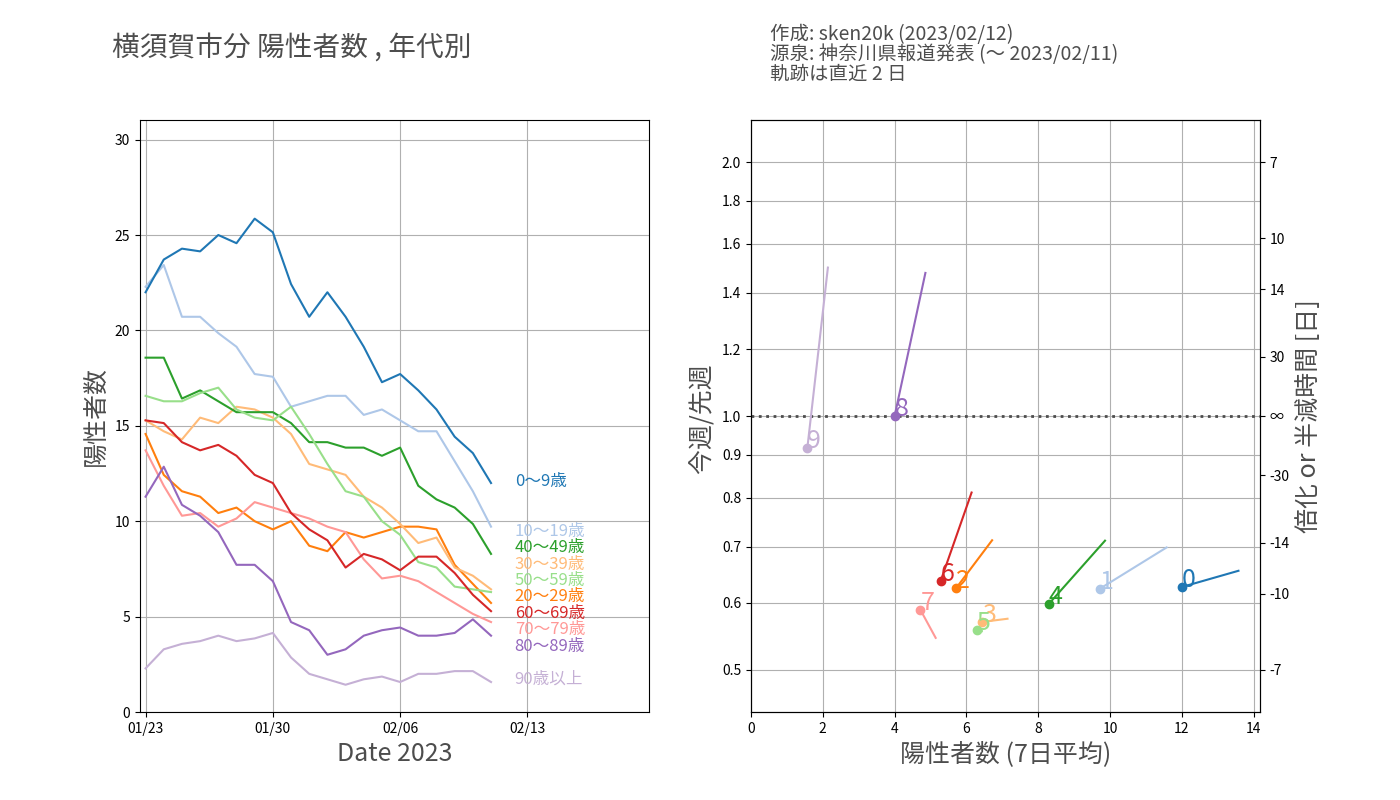 横須賀市分 陽性者数 , 年代別
作成: sken20k (2023/02/12)
源泉: 神奈川県報道発表 (〜 2023/02/11)
軌跡は直近 2 日
陽性者数
30
25
20
15
10
5
0
01/23
01/30
02/06
02/13
Date 2023
0〜9歳
10〜19歳
40〜49歳
30〜39歳
50〜59歳
20〜29歳
60〜69歳
70〜79歳
80〜89歳
90歳以上
今週/先週
2.0
1.8
1.6
1.4
1.2
1.0
0.9
0.8
0.7
0.6
0.5
0
2
4
6
8
10
12
14
陽性者数 (7日平均)
9
8
6
2
7
3
5
4
1
0
7
10
14
30
∞
-30
-14
-10
-7
倍化 or 半減時間 [日]